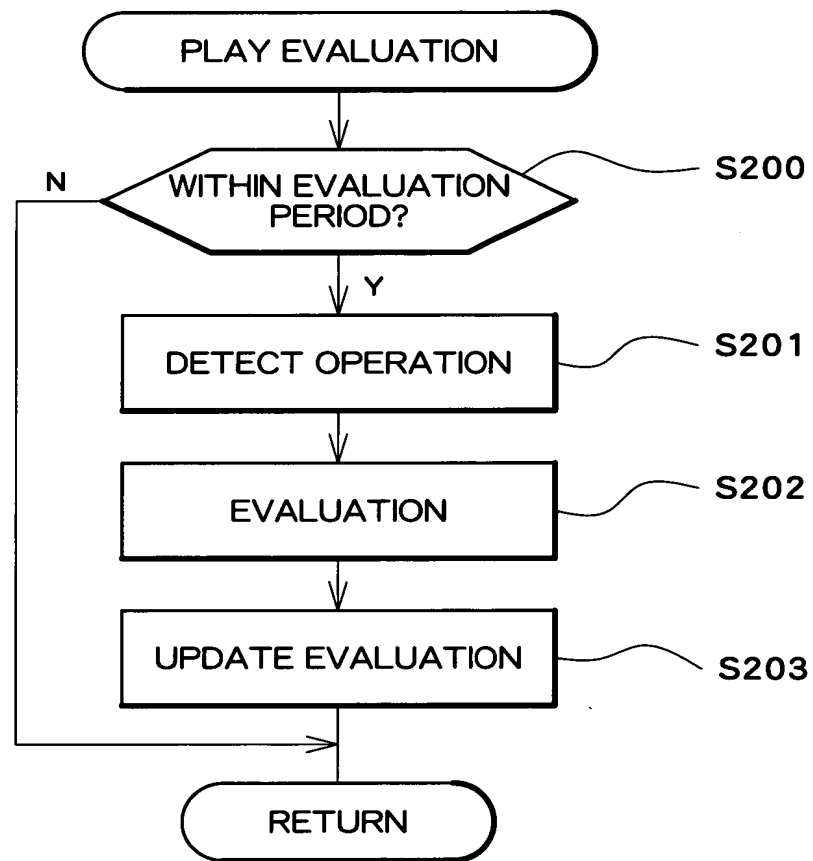 PLAY EVALUATION
WITHIN EVALUATION
PERIOD?
S200
N
Y
DETECT OPERATION
S201
EVALUATION
S202
UPDATE EVALUATION
S203
RETURN